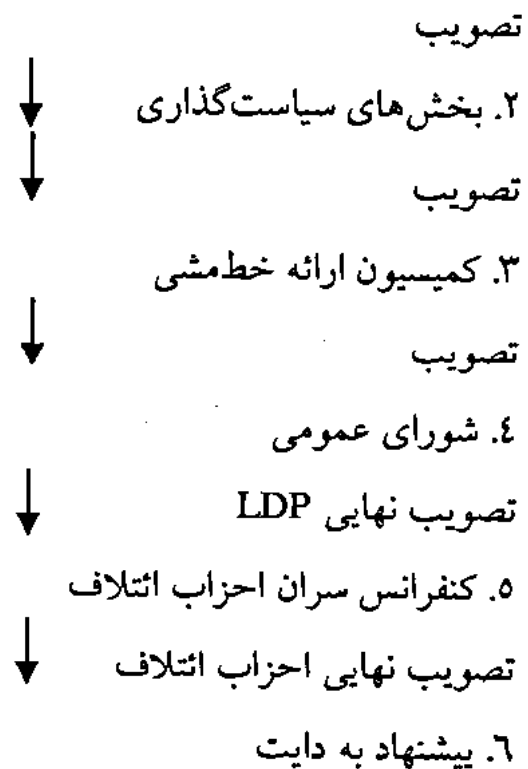 تصویب
۲. بخش‌های سیاست‌گذاری
تصویب
۳. کمیسیون ارائه خط‌مشی
تصویب
٤. شورای عمومی
تصویب نهایی LDP
٥. کنفرانس سران احزاب ائتلاف
تصویب نهایی احزاب ائتلاف
٦. پیشنهاد به دایت